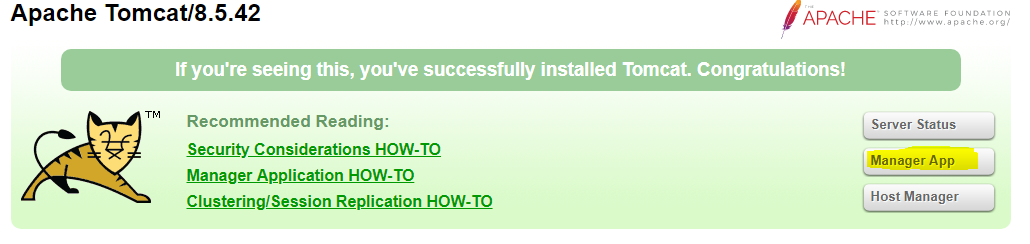 Apache Tomcat/8.5.42
THE
APACHE® SOFTWARE FOUNDATION
http://www.apache.org/
If you're seeing this, you've successfully installed Tomcat. Congratulations!
TM
Recommended Reading:
Security Considerations HOW-TO
Manager Application HOW-TO
Clustering/Session Replication HOW-TO
Server Status
Manager App
Host Manager